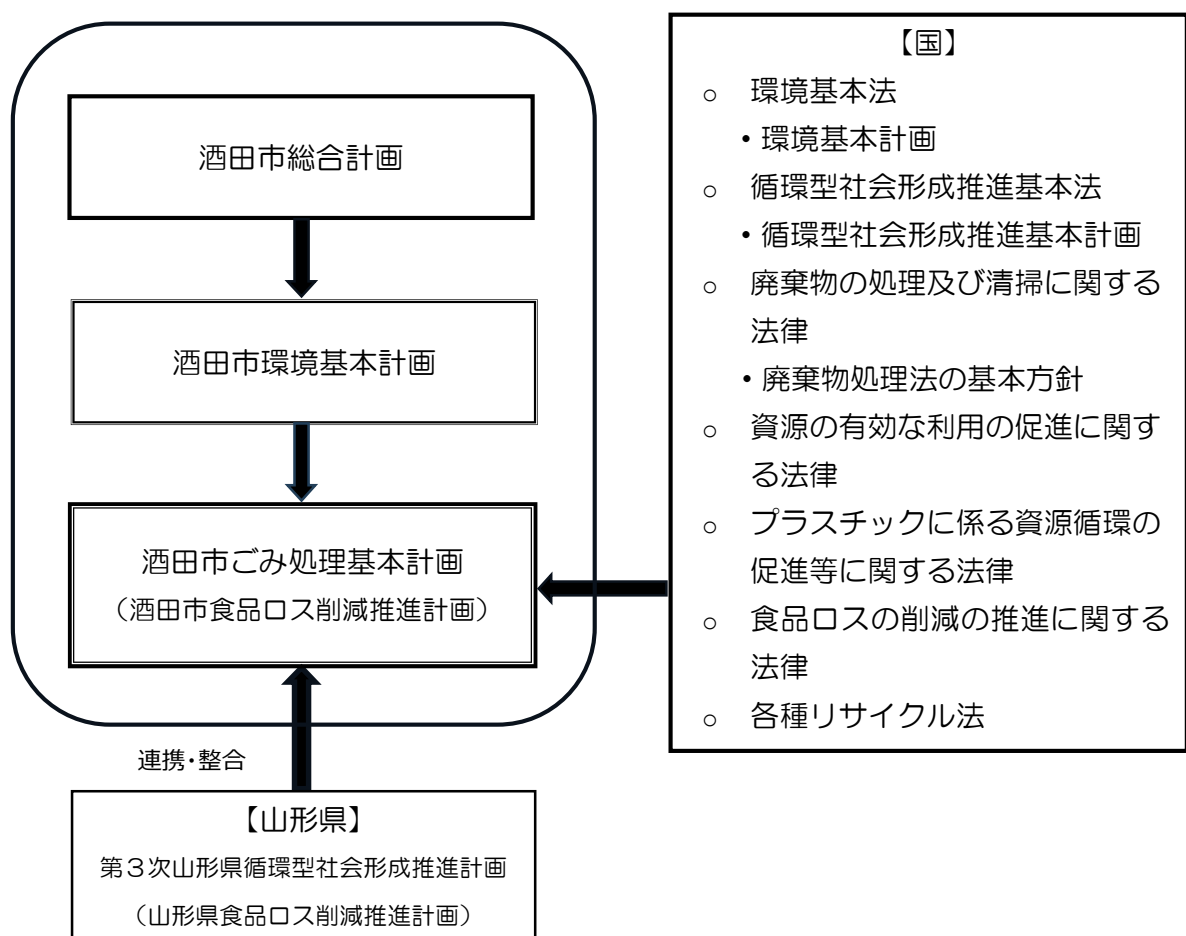 酒田市総合計画
酒田市環境基本計画
酒田市ごみ処理基本計画
（酒田市食品ロス削減推進計画）
連携・整合
【山形県】
第３次山形県循環型社会形成推進計画
（山形県食品ロス削減推進計画）
【国】
○ 環境基本法
・環境基本計画
○ 循環型社会形成推進基本法
・循環型社会形成推進基本計画
○ 廃棄物の処理及び清掃に関する
法律
・廃棄物処理法の基本方針
○ 資源の有効な利用の促進に関す
る法律
○ プラスチックに係る資源循環の
促進等に関する法律
○ 食品ロスの削減の推進に関する
法律
○ 各種リサイクル法